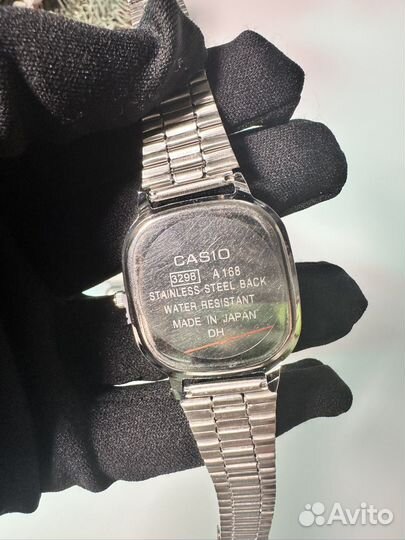 CASIO
3298 A168
STAINLESS STEEL BACK
WATER RESISTANT
MADE IN JAPAN
DH
Avito